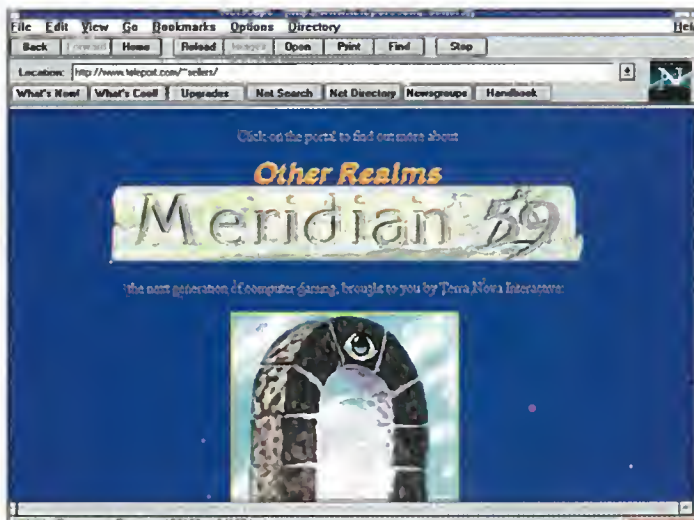 File Edit View Go Bookmarks Options Directory Hel
Back Forward Home Reload Images Open Print Find Stop
Location: http://www.teleport.com/~sellers/
What's New! What's Cool! Upgrades Net Search Net Directory Newsgroups Handbook
Click on the portal to find out more about
Other Realms
Meridian 59
the next generation of computer gaming, brought to you by Terra Nova Interactive.